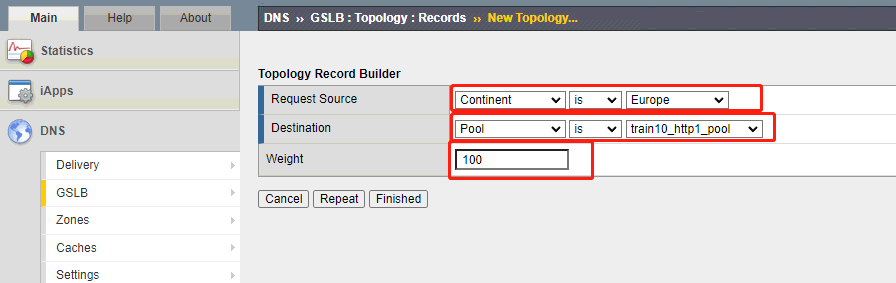 Main Help About
DNS ›› GSLB : Topology : Records ›› New Topology...
Statistics
iApps
DNS
Delivery
GSLB
Zones
Caches
Settings
Topology Record Builder
Request Source Continent is Europe
Destination Pool is train10_http1_pool
Weight 100
Cancel Repeat Finished